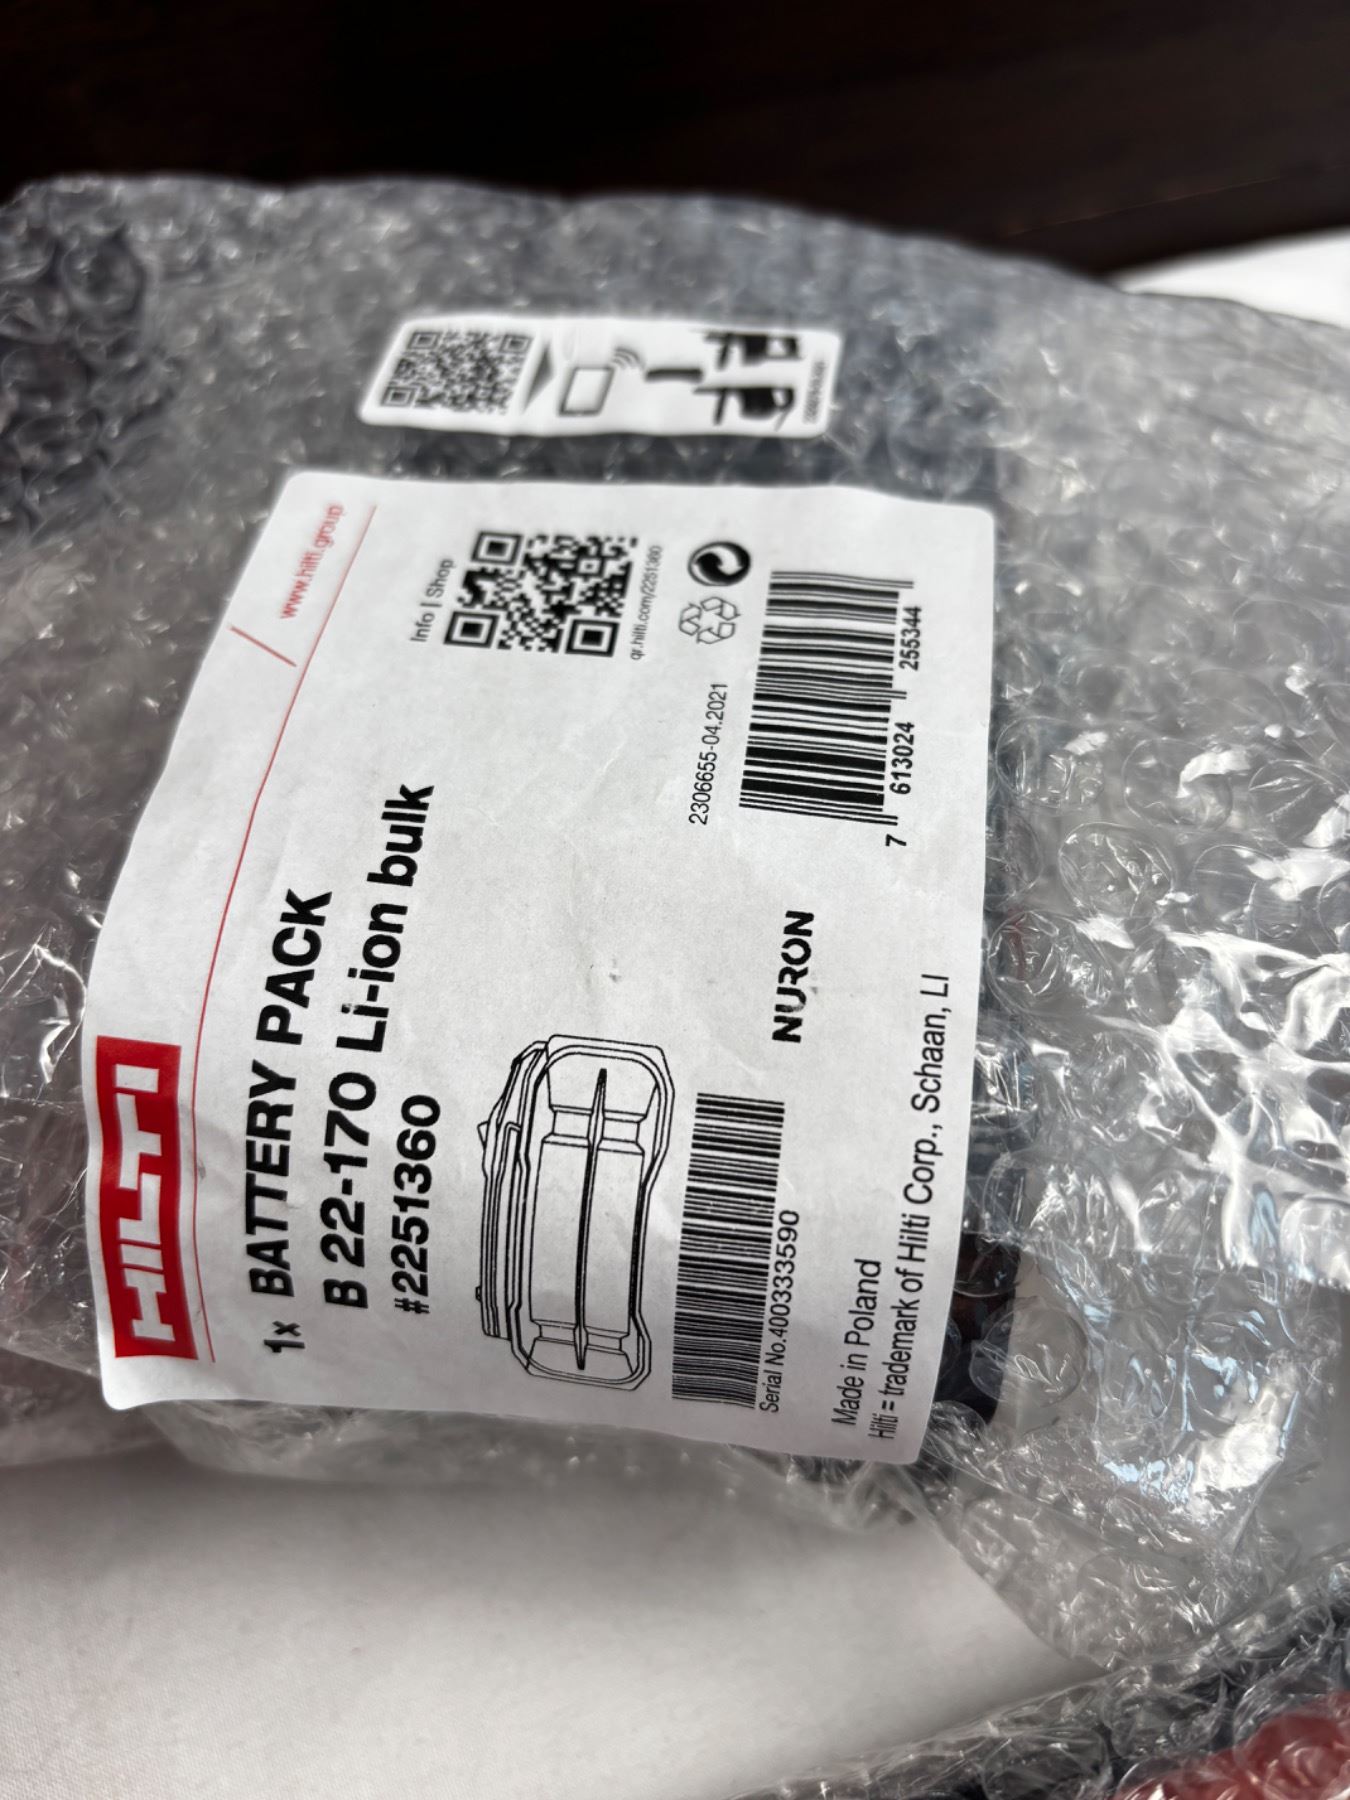 HILTI
www.hilti.group
1x BATTERY PACK
B 22-170 Li-ion bulk
#2251360
Info | Shop
qr.hilti.com/2251360
2306655-04.2021
7 613024 255344
NURON
Serial No.400333590
Made in Poland
Hilti = trademark of Hilti Corp., Schaan, LI